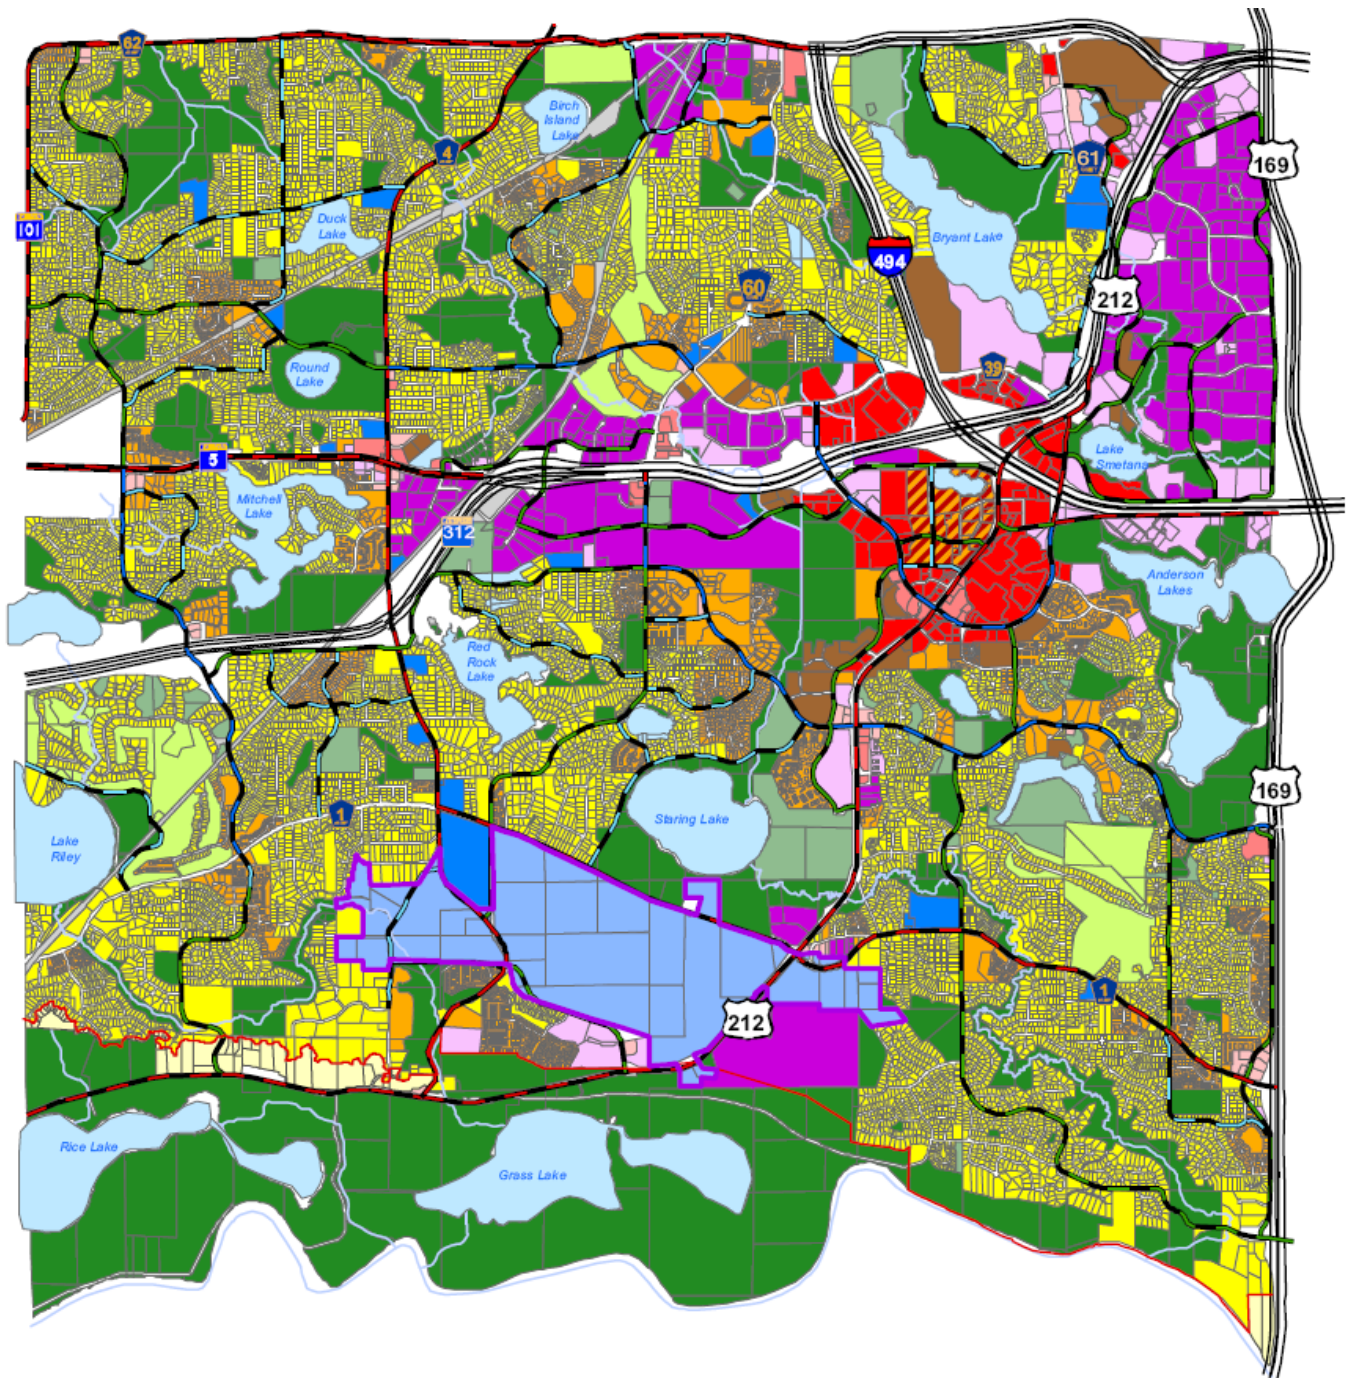 62
Birch
Island
Lake
4
61
169
101
Duck
Lake
Bryant Lake
494
60
212
Round
Lake
39
5
Lake
Smetana
Mitchell
Lake
312
Anderson
Lakes
Red
Rock
Lake
169
1
Staring Lake
Lake
Riley
1
212
Rice Lake
Grass Lake